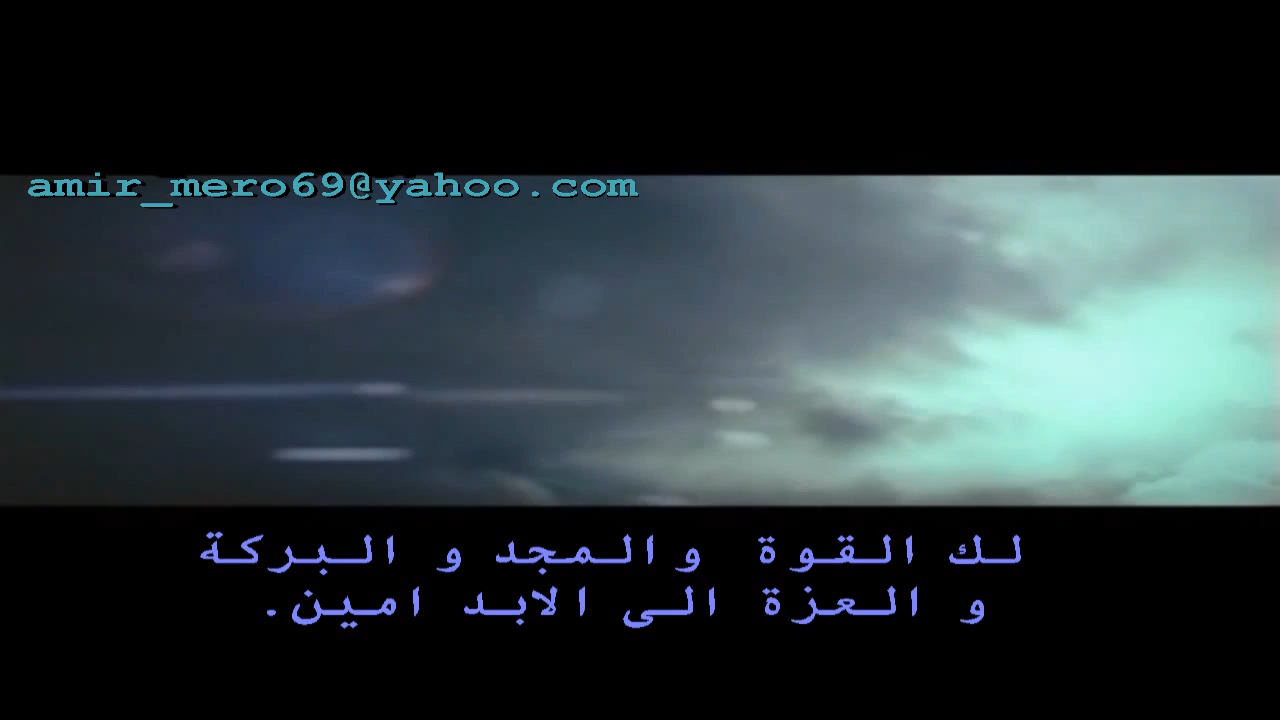 amir_mero69@yahoo.com
لك القوة والمجد و البركة
و العزة الى الابد امين.